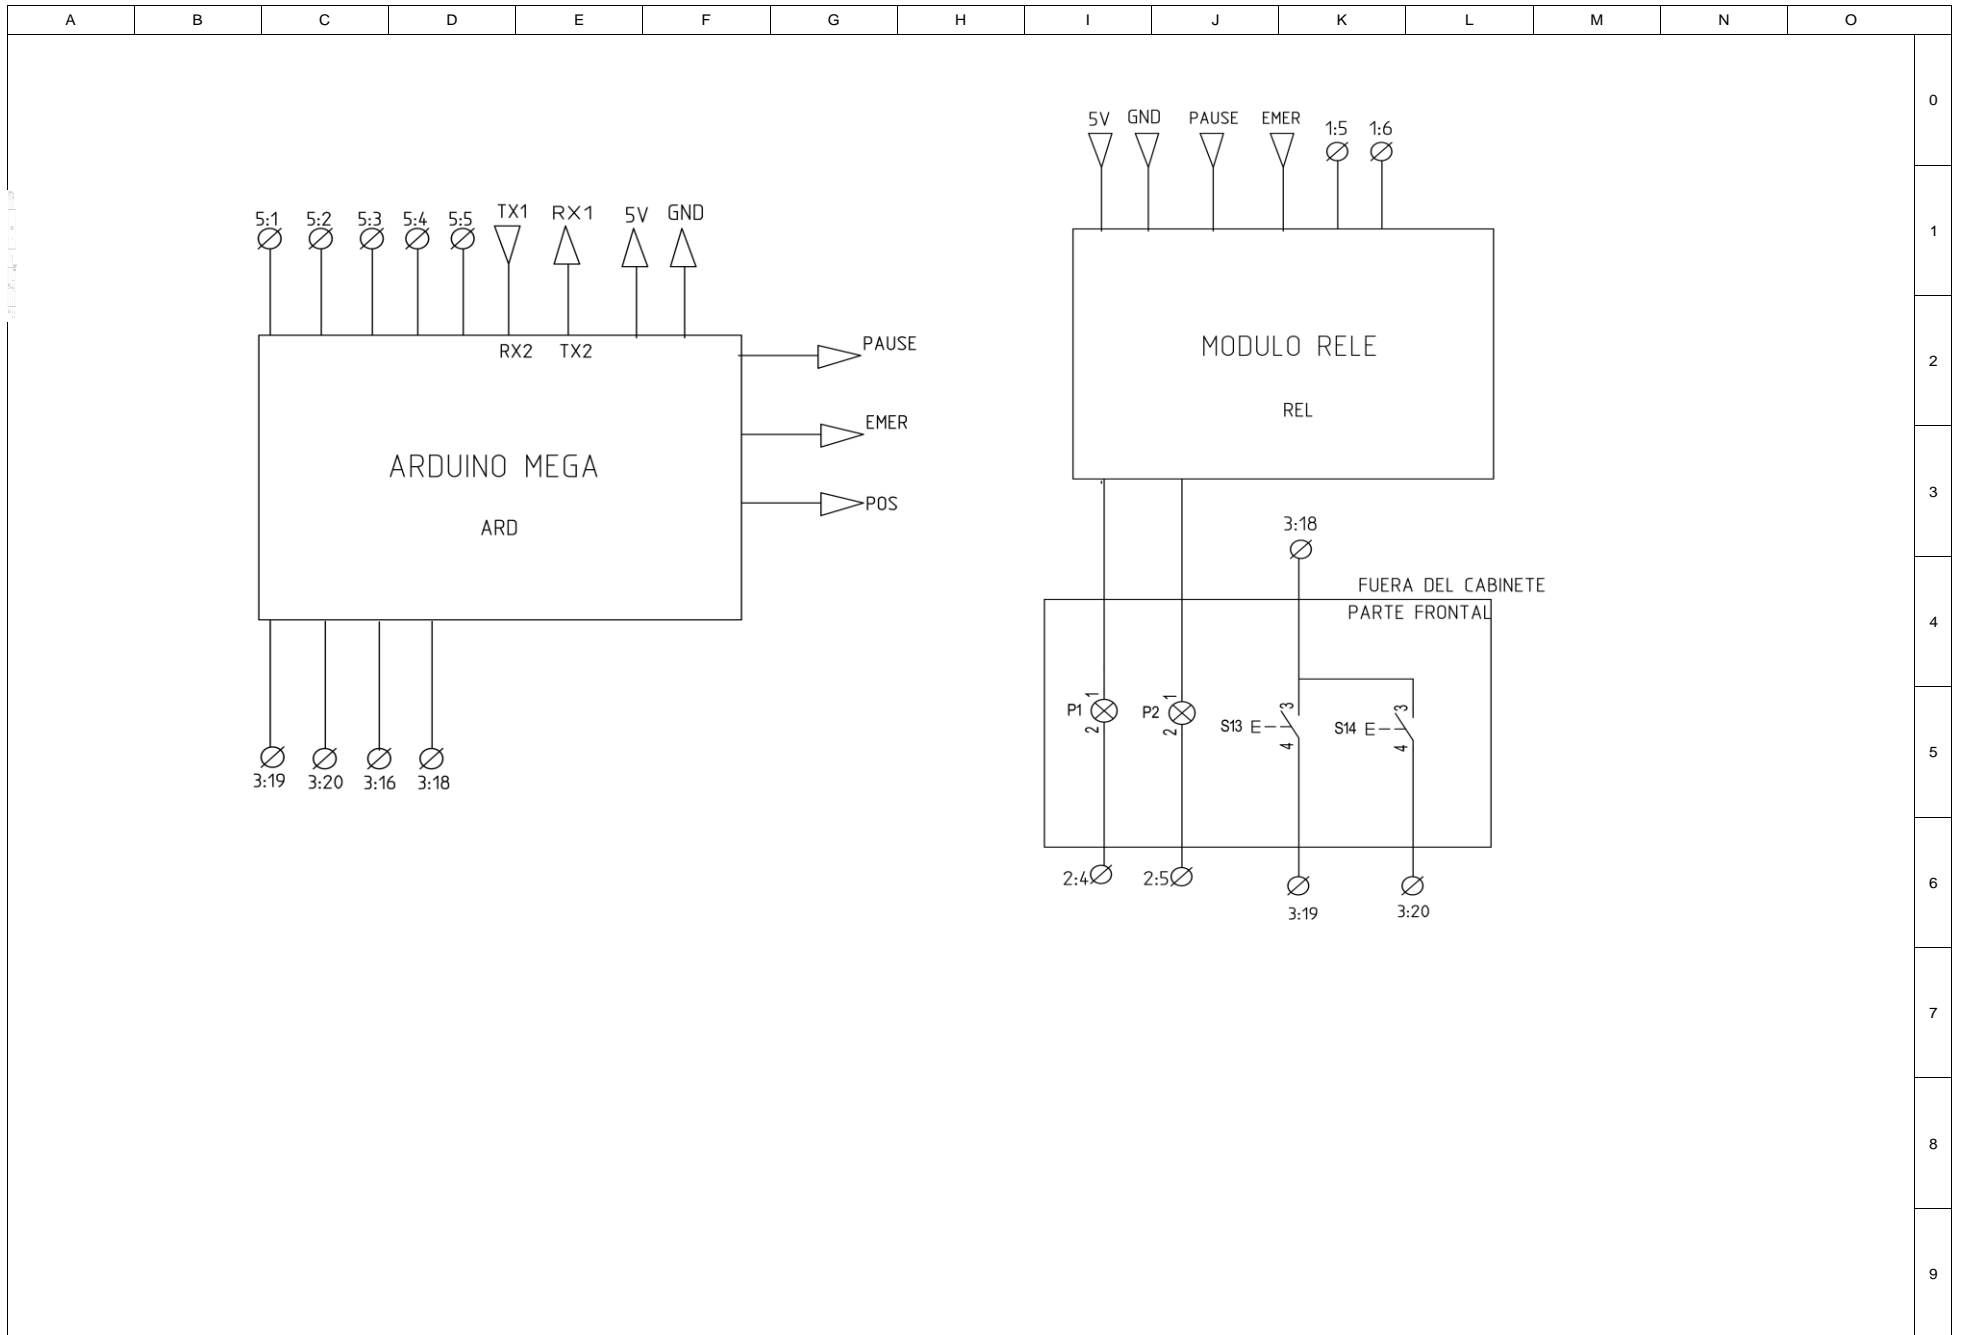 A B C D E F G H I J K L M N O
0
1
2
3
4
5
6
7
8
9
5:1 5:2 5:3 5:4 5:5 TX1 RX1 5V GND
RX2 TX2
PAUSE
EMER
POS
ARDUINO MEGA
ARD
3:19 3:20 3:16 3:18
5V GND PAUSE EMER 1:5 1:6
MODULO RELE
REL
3:18
FUERA DEL CABINETE
PARTE FRONTAL
P1 1 2
P2 1 2
S13 3 4
S14 3 4
2:4 2:5
3:19 3:20